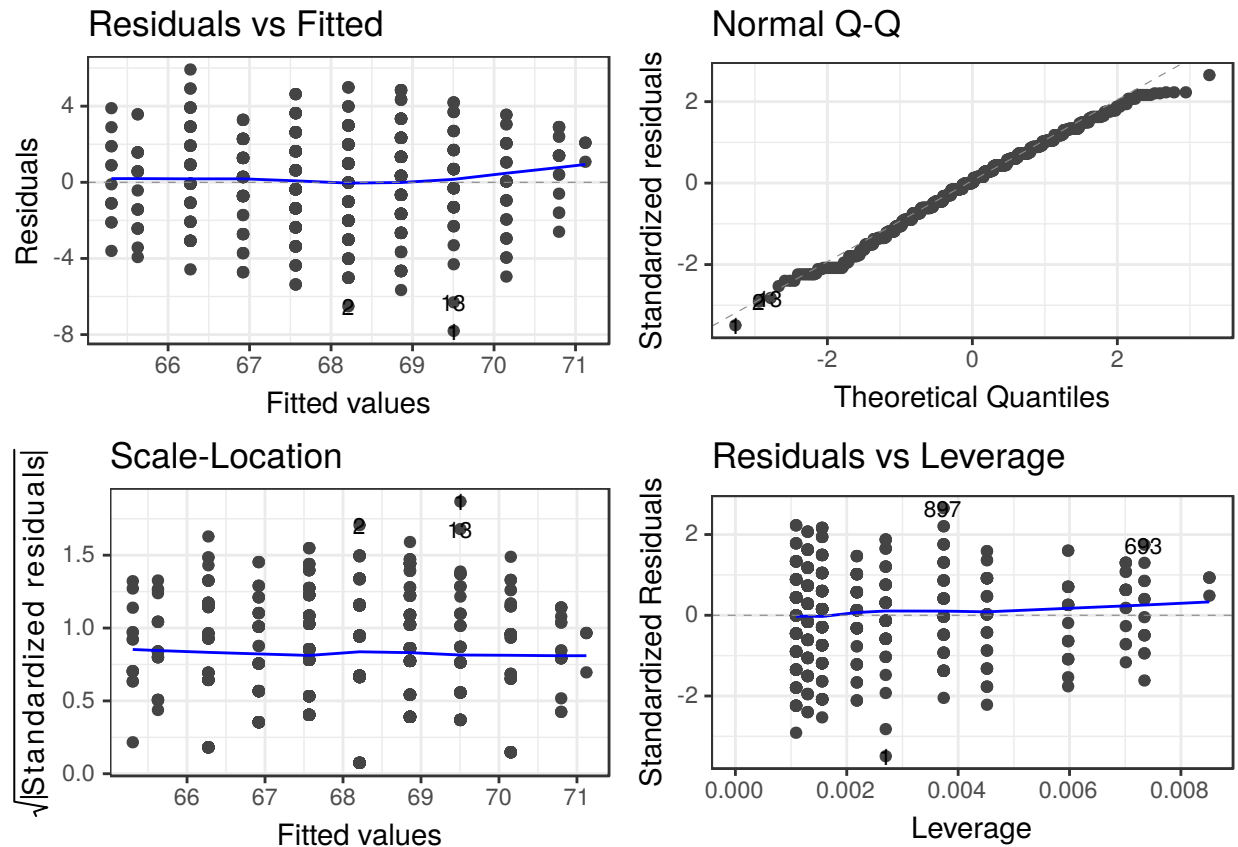 Residuals vs Fitted
Residuals
4
0
-4
-8
2
13
1
66 67 68 69 70 71
Fitted values
Normal Q-Q
Standardized residuals
2
0
-2
2
13
1
-2 0 2
Theoretical Quantiles
Scale-Location
√|Standardized residuals|
1.5
1.0
0.5
0.0
1
2
13
66 67 68 69 70 71
Fitted values
Residuals vs Leverage
Standardized Residuals
2
0
-2
897
693
1
0.000 0.002 0.004 0.006 0.008
Leverage